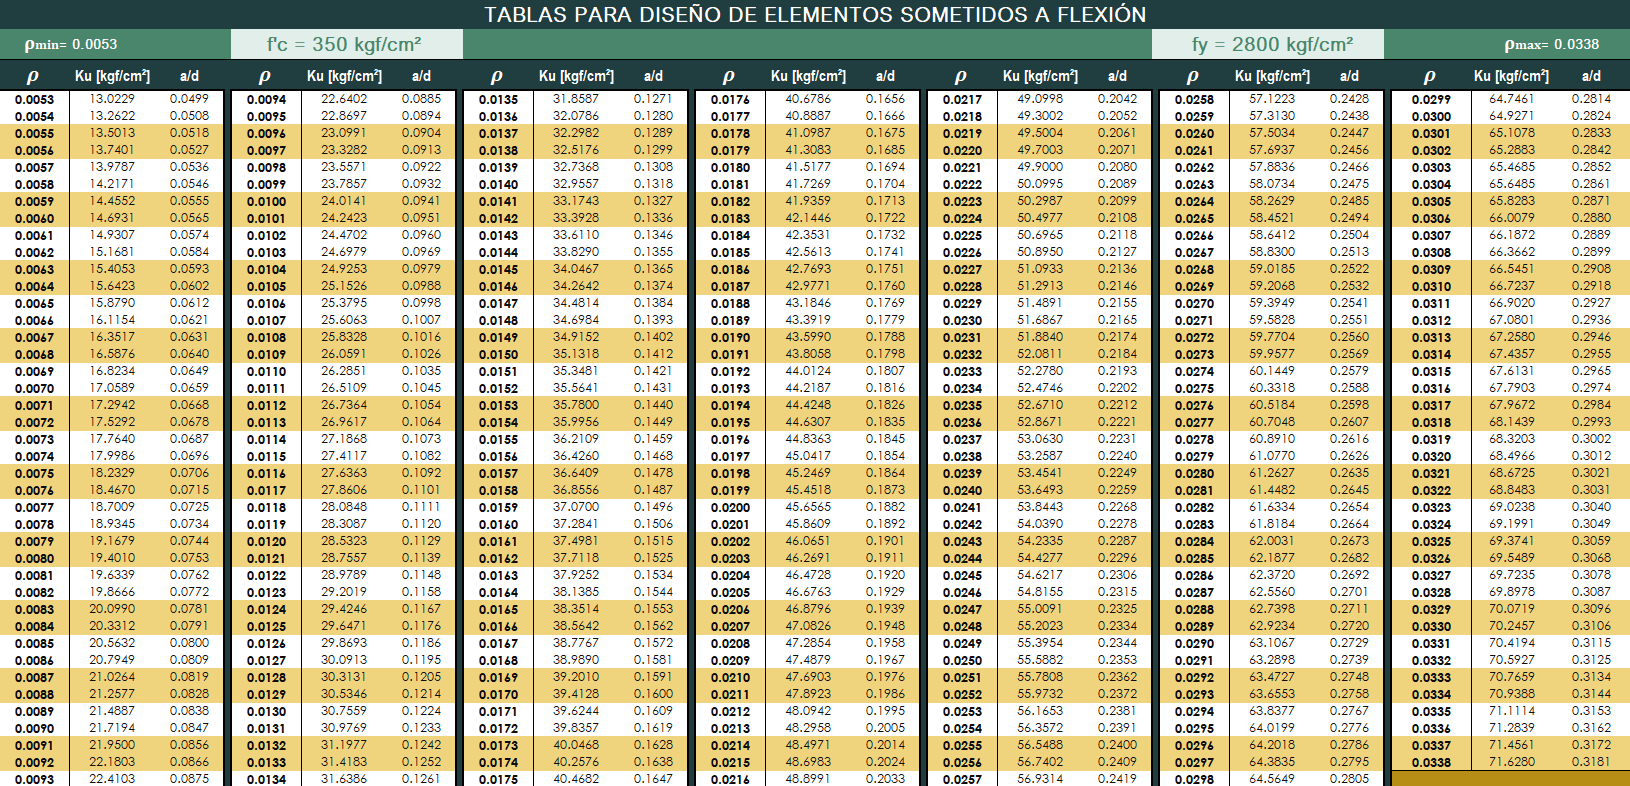 TABLAS PARA DISEÑO DE ELEMENTOS SOMETIDOS A FLEXIÓN
ρmin= 0.0053 f'c = 350 kgf/cm² fy = 2800 kgf/cm² ρmax= 0.0338
ρ Ku [kgf/cm²] a/d ρ Ku [kgf/cm²] a/d ρ Ku [kgf/cm²] a/d ρ Ku [kgf/cm²] a/d ρ Ku [kgf/cm²] a/d ρ Ku [kgf/cm²] a/d ρ Ku [kgf/cm²] a/d
0.0053 13.0229 0.0499 0.0094 22.6402 0.0885 0.0135 31.8587 0.1271 0.0176 40.6786 0.1656 0.0217 49.0998 0.2042 0.0258 57.1223 0.2428 0.0299 64.7461 0.2814
0.0054 13.2622 0.0508 0.0095 22.8697 0.0894 0.0136 32.0786 0.1280 0.0177 40.8887 0.1666 0.0218 49.3002 0.2052 0.0259 57.3130 0.2438 0.0300 64.9271 0.2824
0.0055 13.5013 0.0518 0.0096 23.0991 0.0904 0.0137 32.2982 0.1289 0.0178 41.0987 0.1675 0.0219 49.5004 0.2061 0.0260 57.5034 0.2447 0.0301 65.1078 0.2833
0.0056 13.7401 0.0527 0.0097 23.3282 0.0913 0.0138 32.5176 0.1299 0.0179 41.3083 0.1685 0.0220 49.7003 0.2071 0.0261 57.6937 0.2456 0.0302 65.2883 0.2842
0.0057 13.9787 0.0536 0.0098 23.5571 0.0922 0.0139 32.7368 0.1308 0.0180 41.5177 0.1694 0.0221 49.9000 0.2080 0.0262 57.8836 0.2466 0.0303 65.4685 0.2852
0.0058 14.2171 0.0546 0.0099 23.7857 0.0932 0.0140 32.9557 0.1318 0.0181 41.7269 0.1704 0.0222 50.0995 0.2089 0.0263 58.0734 0.2475 0.0304 65.6485 0.2861
0.0059 14.4552 0.0555 0.0100 24.0141 0.0941 0.0141 33.1743 0.1327 0.0182 41.9359 0.1713 0.0223 50.2987 0.2099 0.0264 58.2629 0.2485 0.0305 65.8283 0.2871
0.0060 14.6931 0.0565 0.0101 24.2423 0.0951 0.0142 33.3928 0.1336 0.0183 42.1446 0.1722 0.0224 50.4977 0.2108 0.0265 58.4521 0.2494 0.0306 66.0079 0.2880
0.0061 14.9307 0.0574 0.0102 24.4702 0.0960 0.0143 33.6110 0.1346 0.0184 42.3531 0.1732 0.0225 50.6965 0.2118 0.0266 58.6412 0.2504 0.0307 66.1872 0.2889
0.0062 15.1681 0.0584 0.0103 24.6979 0.0969 0.0144 33.8290 0.1355 0.0185 42.5613 0.1741 0.0226 50.8950 0.2127 0.0267 58.8300 0.2513 0.0308 66.3662 0.2899
0.0063 15.4053 0.0593 0.0104 24.9253 0.0979 0.0145 34.0467 0.1365 0.0186 42.7693 0.1751 0.0227 51.0933 0.2136 0.0268 59.0185 0.2522 0.0309 66.5451 0.2908
0.0064 15.6423 0.0602 0.0105 25.1526 0.0988 0.0146 34.2642 0.1374 0.0187 42.9771 0.1760 0.0228 51.2913 0.2146 0.0269 59.2068 0.2532 0.0310 66.7237 0.2918
0.0065 15.8790 0.0612 0.0106 25.3795 0.0998 0.0147 34.4814 0.1384 0.0188 43.1846 0.1769 0.0229 51.4891 0.2155 0.0270 59.3949 0.2541 0.0311 66.9020 0.2927
0.0066 16.1154 0.0621 0.0107 25.6063 0.1007 0.0148 34.6984 0.1393 0.0189 43.3919 0.1779 0.0230 51.6867 0.2165 0.0271 59.5828 0.2551 0.0312 67.0801 0.2936
0.0067 16.3517 0.0631 0.0108 25.8328 0.1016 0.0149 34.9152 0.1402 0.0190 43.5990 0.1788 0.0231 51.8840 0.2174 0.0272 59.7704 0.2560 0.0313 67.2580 0.2946
0.0068 16.5876 0.0640 0.0109 26.0591 0.1026 0.0150 35.1318 0.1412 0.0191 43.8058 0.1798 0.0232 52.0811 0.2184 0.0273 59.9577 0.2569 0.0314 67.4357 0.2955
0.0069 16.8234 0.0649 0.0110 26.2851 0.1035 0.0151 35.3481 0.1421 0.0192 44.0124 0.1807 0.0233 52.2780 0.2193 0.0274 60.1449 0.2579 0.0315 67.6131 0.2965
0.0070 17.0589 0.0659 0.0111 26.5109 0.1045 0.0152 35.5641 0.1431 0.0193 44.2187 0.1816 0.0234 52.4746 0.2202 0.0275 60.3318 0.2588 0.0316 67.7903 0.2974
0.0071 17.2942 0.0668 0.0112 26.7364 0.1054 0.0153 35.7800 0.1440 0.0194 44.4248 0.1826 0.0235 52.6710 0.2212 0.0276 60.5184 0.2598 0.0317 67.9672 0.2984
0.0072 17.5292 0.0678 0.0113 26.9617 0.1064 0.0154 35.9956 0.1449 0.0195 44.6307 0.1835 0.0236 52.8671 0.2221 0.0277 60.7048 0.2607 0.0318 68.1439 0.2993
0.0073 17.7640 0.0687 0.0114 27.1868 0.1073 0.0155 36.2109 0.1459 0.0196 44.8363 0.1845 0.0237 53.0630 0.2231 0.0278 60.8910 0.2616 0.0319 68.3203 0.3002
0.0074 17.9986 0.0696 0.0115 27.4117 0.1082 0.0156 36.4260 0.1468 0.0197 45.0417 0.1854 0.0238 53.2587 0.2240 0.0279 61.0770 0.2626 0.0320 68.4966 0.3012
0.0075 18.2329 0.0706 0.0116 27.6363 0.1092 0.0157 36.6409 0.1478 0.0198 45.2469 0.1864 0.0239 53.4541 0.2249 0.0280 61.2627 0.2635 0.0321 68.6725 0.3021
0.0076 18.4670 0.0715 0.0117 27.8606 0.1101 0.0158 36.8556 0.1487 0.0199 45.4518 0.1873 0.0240 53.6493 0.2259 0.0281 61.4482 0.2645 0.0322 68.8483 0.3031
0.0077 18.7009 0.0725 0.0118 28.0848 0.1111 0.0159 37.0700 0.1496 0.0200 45.6565 0.1882 0.0241 53.8443 0.2268 0.0282 61.6334 0.2654 0.0323 69.0238 0.3040
0.0078 18.9345 0.0734 0.0119 28.3087 0.1120 0.0160 37.2841 0.1506 0.0201 45.8609 0.1892 0.0242 54.0390 0.2278 0.0283 61.8184 0.2664 0.0324 69.1991 0.3049
0.0079 19.1679 0.0744 0.0120 28.5323 0.1129 0.0161 37.4981 0.1515 0.0202 46.0651 0.1901 0.0243 54.2335 0.2287 0.0284 62.0031 0.2673 0.0325 69.3741 0.3059
0.0080 19.4010 0.0753 0.0121 28.7557 0.1139 0.0162 37.7118 0.1525 0.0203 46.2691 0.1911 0.0244 54.4277 0.2296 0.0285 62.1877 0.2682 0.0326 69.5489 0.3068
0.0081 19.6339 0.0762 0.0122 28.9789 0.1148 0.0163 37.9252 0.1534 0.0204 46.4728 0.1920 0.0245 54.6217 0.2306 0.0286 62.3720 0.2692 0.0327 69.7235 0.3078
0.0082 19.8666 0.0772 0.0123 29.2019 0.1158 0.0164 38.1385 0.1544 0.0205 46.6763 0.1929 0.0246 54.8155 0.2315 0.0287 62.5560 0.2701 0.0328 69.8978 0.3087
0.0083 20.0990 0.0781 0.0124 29.4246 0.1167 0.0165 38.3514 0.1553 0.0206 46.8796 0.1939 0.0247 55.0091 0.2325 0.0288 62.7398 0.2711 0.0329 70.0719 0.3096
0.0084 20.3312 0.0791 0.0125 29.6471 0.1176 0.0166 38.5642 0.1562 0.0207 47.0826 0.1948 0.0248 55.2023 0.2334 0.0289 62.9234 0.2720 0.0330 70.2457 0.3106
0.0085 20.5632 0.0800 0.0126 29.8693 0.1186 0.0167 38.7767 0.1572 0.0208 47.2854 0.1958 0.0249 55.3954 0.2344 0.0290 63.1067 0.2729 0.0331 70.4194 0.3115
0.0086 20.7949 0.0809 0.0127 30.0913 0.1195 0.0168 38.9890 0.1581 0.0209 47.4879 0.1967 0.0250 55.5882 0.2353 0.0291 63.2898 0.2739 0.0332 70.5927 0.3125
0.0087 21.0264 0.0819 0.0128 30.3131 0.1205 0.0169 39.2010 0.1591 0.0210 47.6903 0.1976 0.0251 55.7808 0.2362 0.0292 63.4727 0.2748 0.0333 70.7659 0.3134
0.0088 21.2577 0.0828 0.0129 30.5346 0.1214 0.0170 39.4128 0.1600 0.0211 47.8923 0.1986 0.0252 55.9732 0.2372 0.0293 63.6553 0.2758 0.0334 70.9388 0.3144
0.0089 21.4887 0.0838 0.0130 30.7559 0.1224 0.0171 39.6244 0.1609 0.0212 48.0942 0.1995 0.0253 56.1653 0.2381 0.0294 63.8377 0.2767 0.0335 71.1114 0.3153
0.0090 21.7194 0.0847 0.0131 30.9769 0.1233 0.0172 39.8357 0.1619 0.0213 48.2958 0.2005 0.0254 56.3572 0.2391 0.0295 64.0199 0.2776 0.0336 71.2839 0.3162
0.0091 21.9500 0.0856 0.0132 31.1977 0.1242 0.0173 40.0468 0.1628 0.0214 48.4971 0.2014 0.0255 56.5488 0.2400 0.0296 64.2018 0.2786 0.0337 71.4561 0.3172
0.0092 22.1803 0.0866 0.0133 31.4183 0.1252 0.0174 40.2576 0.1638 0.0215 48.6983 0.2024 0.0256 56.7402 0.2409 0.0297 64.3835 0.2795 0.0338 71.6280 0.3181
0.0093 22.4103 0.0875 0.0134 31.6386 0.1261 0.0175 40.4682 0.1647 0.0216 48.8991 0.2033 0.0257 56.9314 0.2419 0.0298 64.5649 0.2805